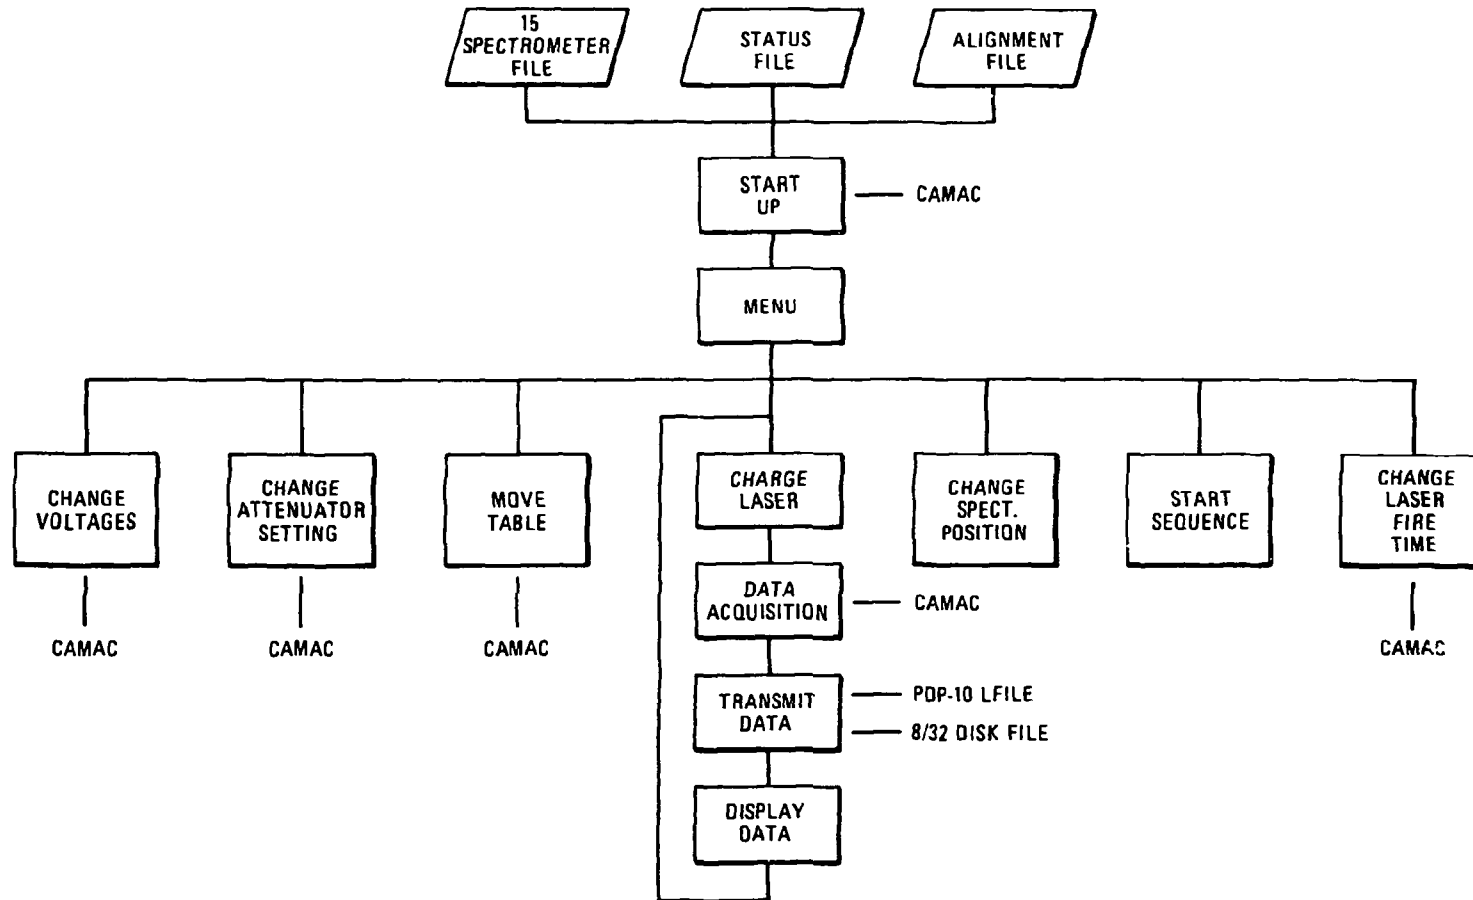 15
SPECTROMETER
FILE
STATUS
FILE
ALIGNMENT
FILE
START
UP
CAMAC
MENU
CHANGE
VOLTAGES
CAMAC
CHANGE
ATTENUATOR
SETTING
CAMAC
MOVE
TABLE
CAMAC
CHARGE
LASER
DATA
ACQUISITION
CAMAC
TRANSMIT
DATA
PDP-10 LFILE
8/32 DISK FILE
DISPLAY
DATA
CHANGE
SPECT.
POSITION
START
SEQUENCE
CHANGE
LASER
FIRE
TIME
CAMAC